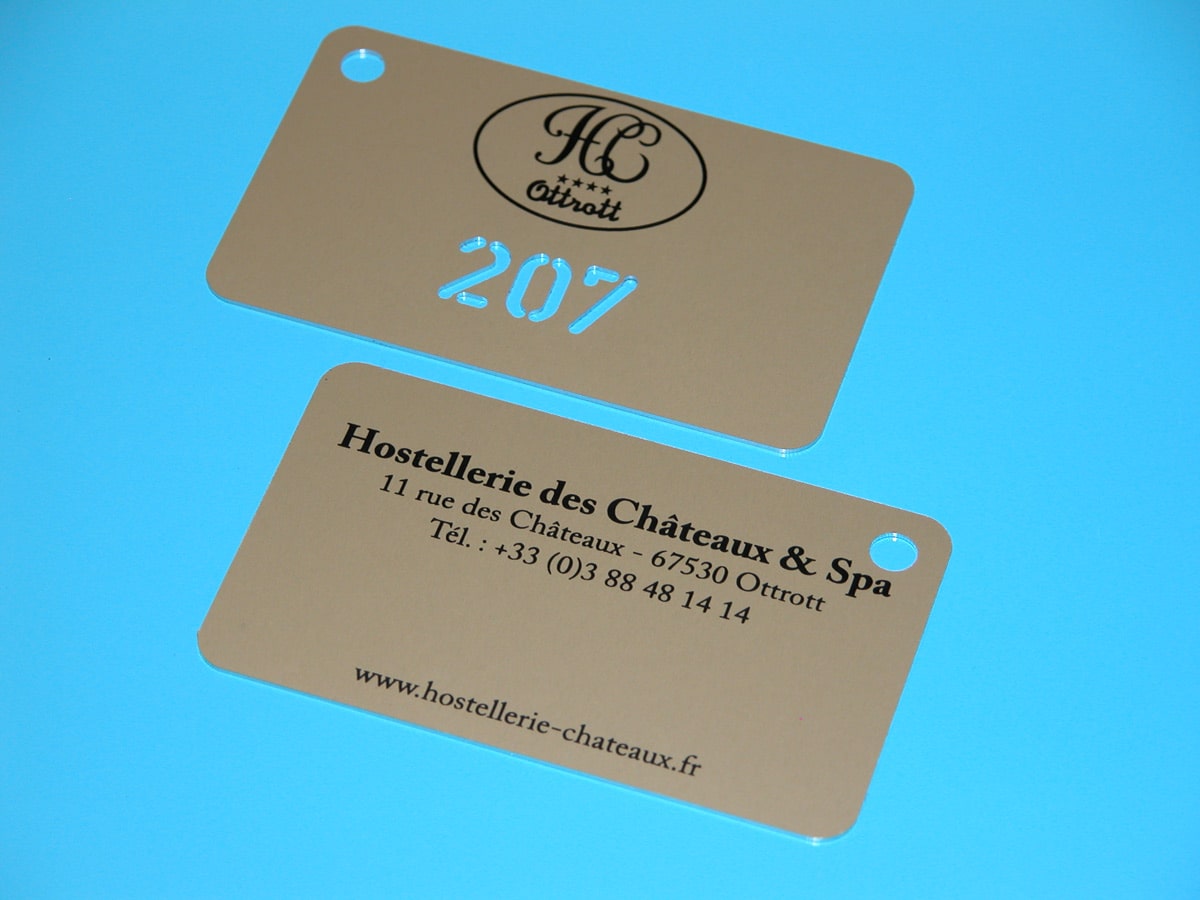 HC
★★★★
Ottrott
207
Hostellerie des Châteaux & Spa
11 rue des Châteaux - 67530 Ottrott
Tél. : +33 (0)3 88 48 14 14
www.hostellerie-chateaux.fr